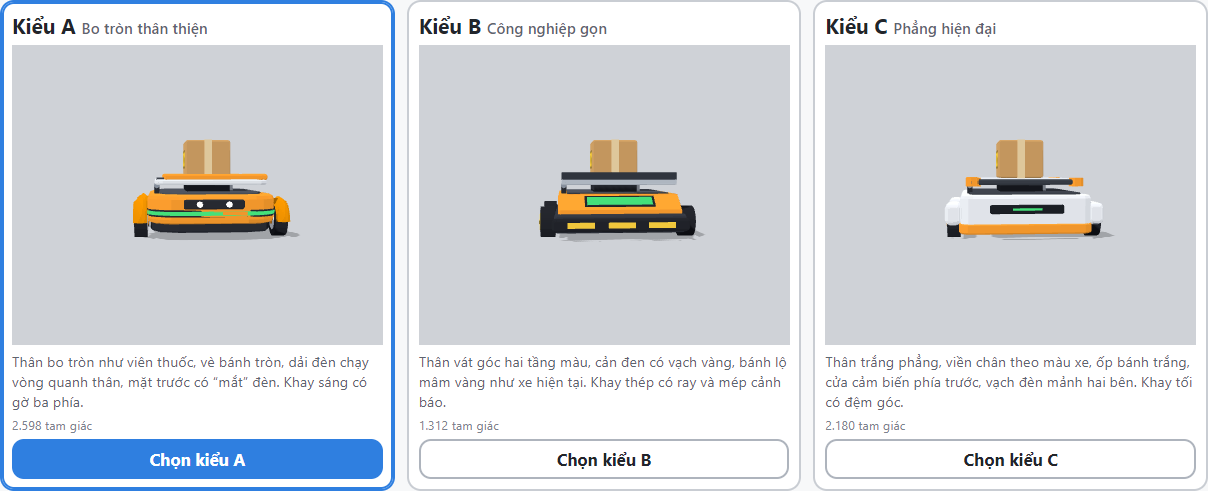 Kiểu A Bo tròn thân thiện
Thân bo tròn như viên thuốc, vè bánh tròn, dải đèn chạy
vòng quanh thân, mặt trước có “mắt” đèn. Khay sáng có
gờ ba phía.
2.598 tam giác
Chọn kiểu A
Kiểu B Công nghiệp gọn
Thân vát góc hai tầng màu, cản đen có vạch vàng, bánh lộ
mâm vàng như xe hiện tại. Khay thép có ray và mép cảnh
báo.
1.312 tam giác
Chọn kiểu B
Kiểu C Phẳng hiện đại
Thân trắng phẳng, viền chân theo màu xe, ốp bánh trắng,
cửa cảm biến phía trước, vạch đèn mảnh hai bên. Khay tối
có đệm góc.
2.180 tam giác
Chọn kiểu C